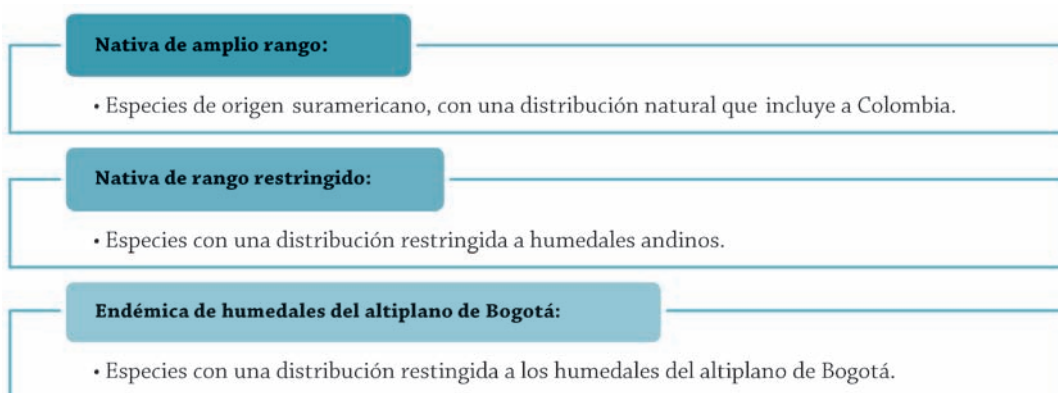 Nativa de amplio rango:
• Especies de origen suramericano, con una distribución natural que incluye a Colombia.
Nativa de rango restringido:
• Especies con una distribución restringida a humedales andinos.
Endémica de humedales del altiplano de Bogotá:
• Especies con una distribución restingida a los humedales del altiplano de Bogotá.